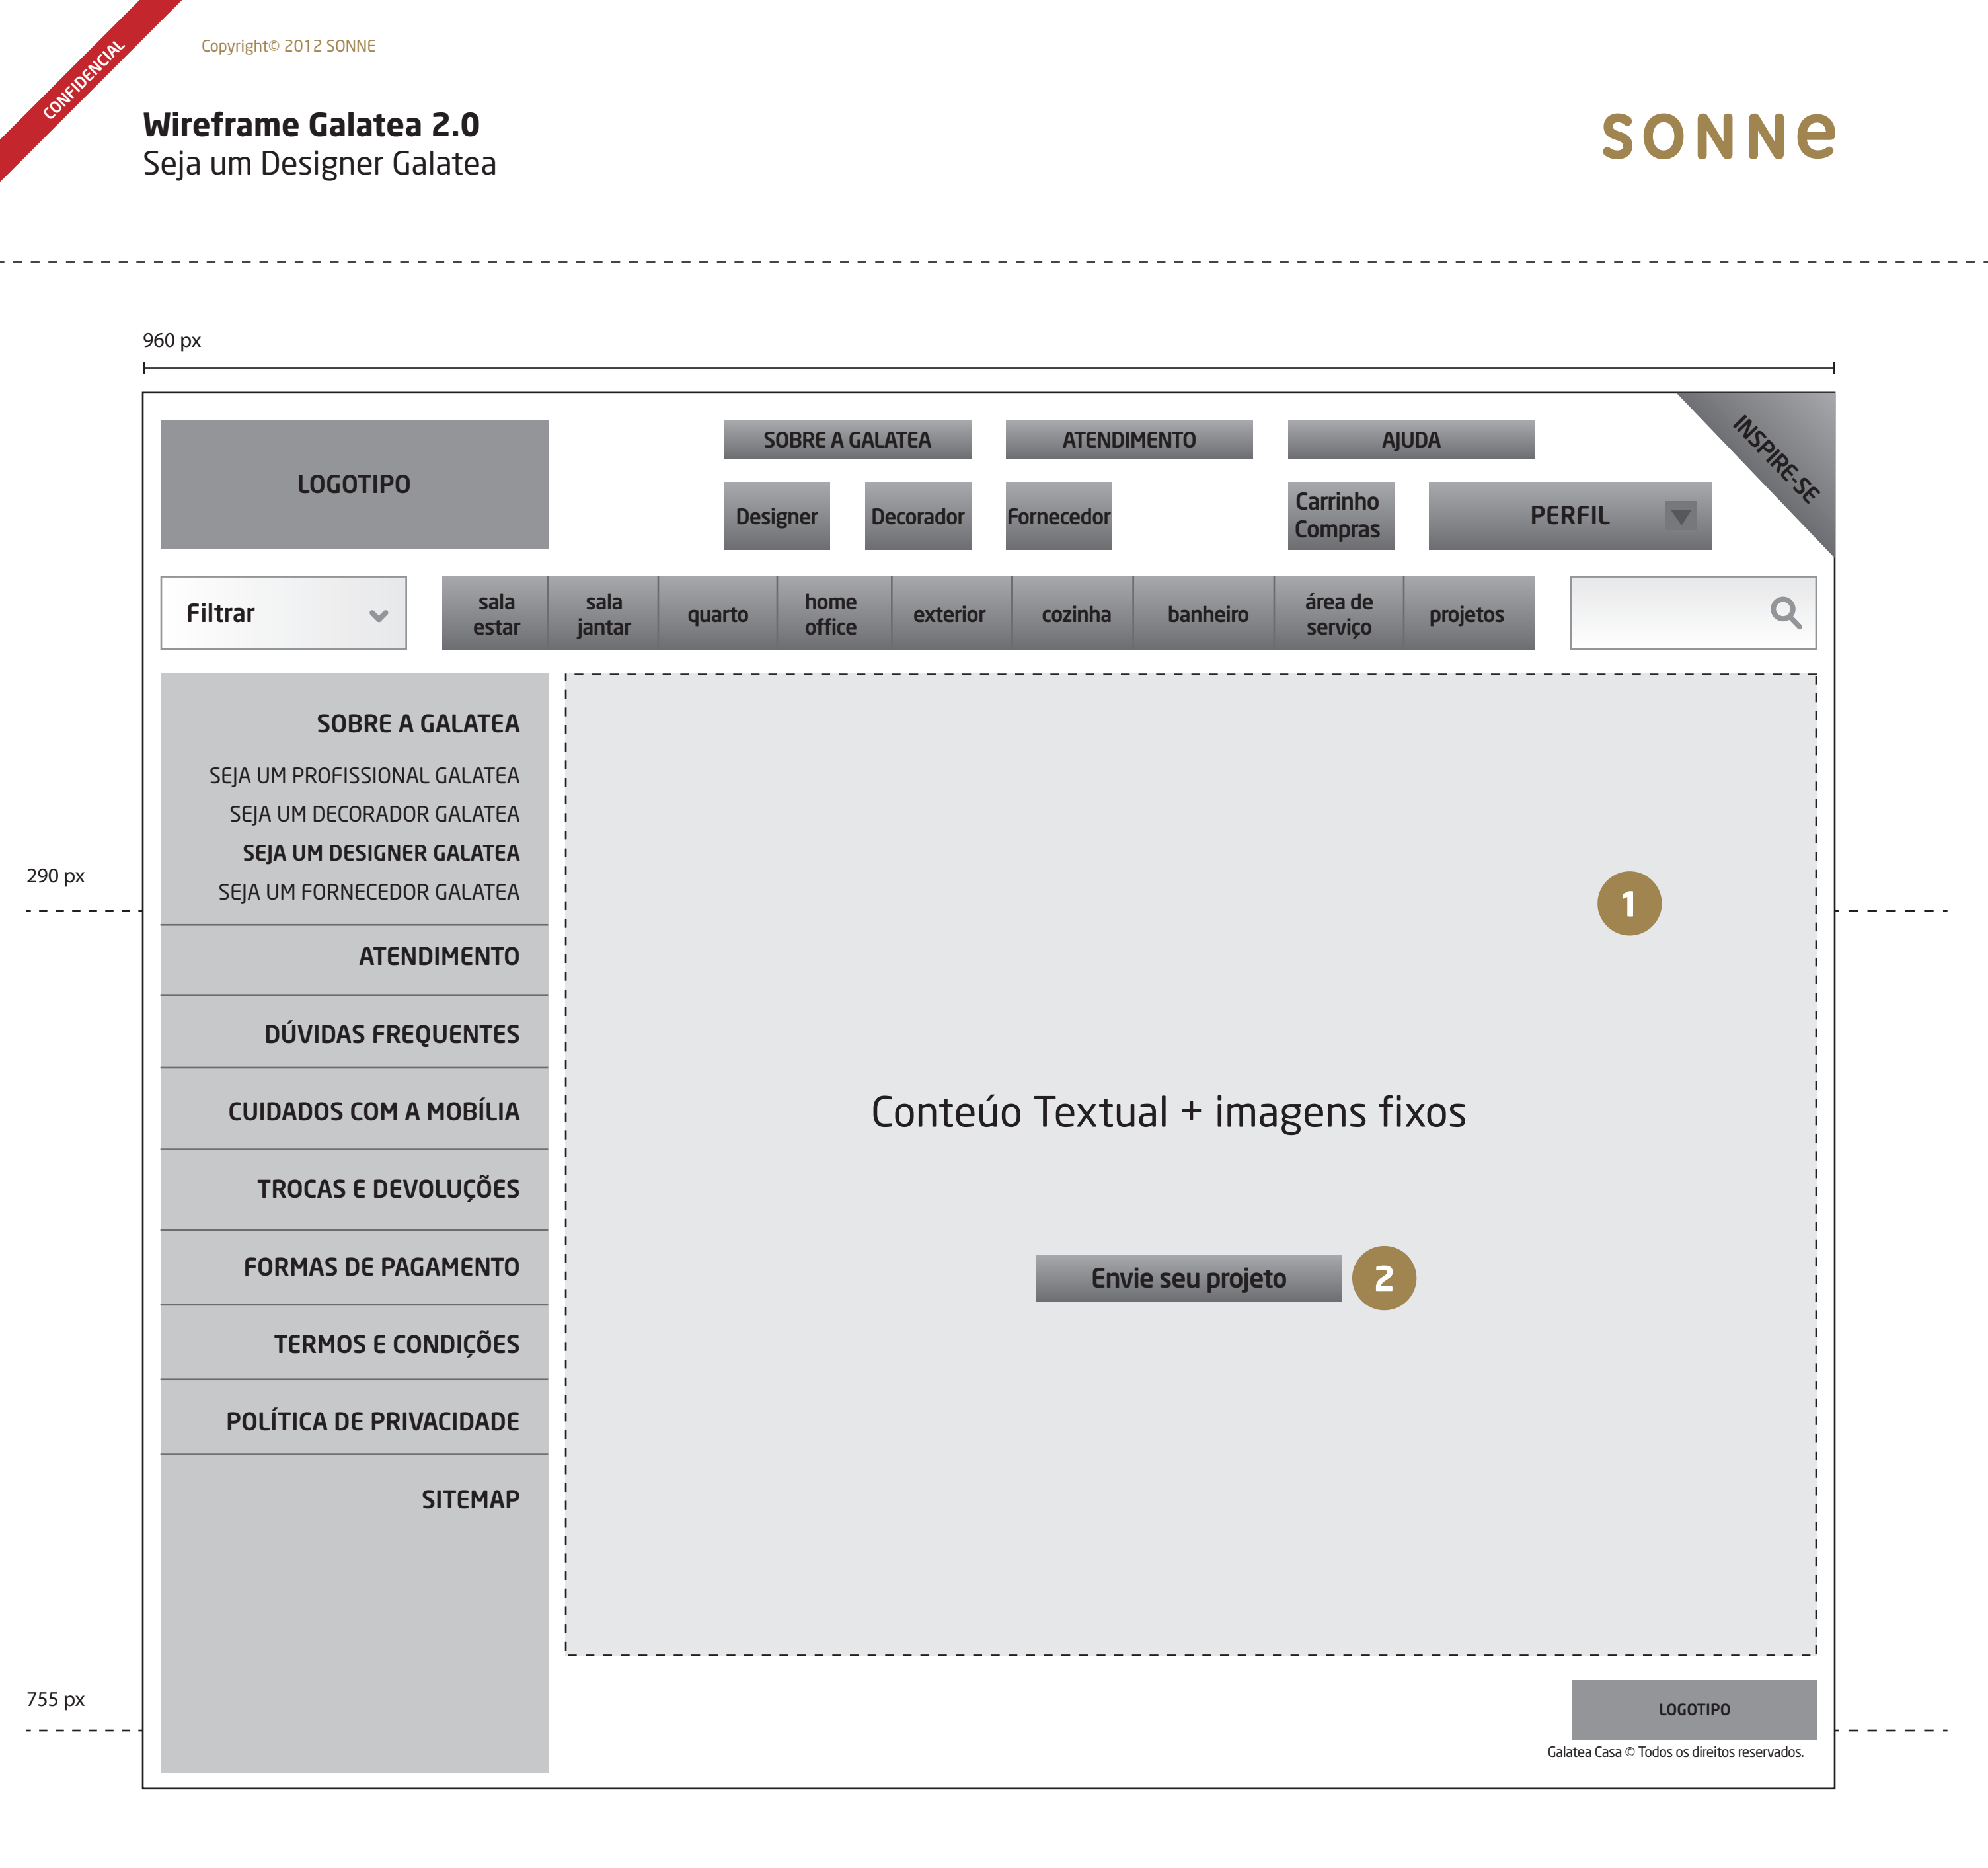 CONFIDENCIAL
Copyright© 2012 SONNE
Wireframe Galatea 2.0
Seja um Designer Galatea
SONNe
960 px
LOGOTIPO
SOBRE A GALATEA
ATENDIMENTO
AJUDA
INSPIRE-SE
Designer
Decorador
Fornecedor
Carrinho
Compras
PERFIL
Filtrar
sala
estar
sala
jantar
quarto
home
office
exterior
cozinha
banheiro
área de
serviço
projetos
SOBRE A GALATEA
SEJA UM PROFISSIONAL GALATEA
SEJA UM DECORADOR GALATEA
SEJA UM DESIGNER GALATEA
SEJA UM FORNECEDOR GALATEA
290 px
ATENDIMENTO
DÚVIDAS FREQUENTES
CUIDADOS COM A MOBÍLIA
TROCAS E DEVOLUÇÕES
FORMAS DE PAGAMENTO
TERMOS E CONDIÇÕES
POLÍTICA DE PRIVACIDADE
SITEMAP
1
Conteúo Textual + imagens fixos
Envie seu projeto
2
755 px
LOGOTIPO
Galatea Casa © Todos os direitos reservados.